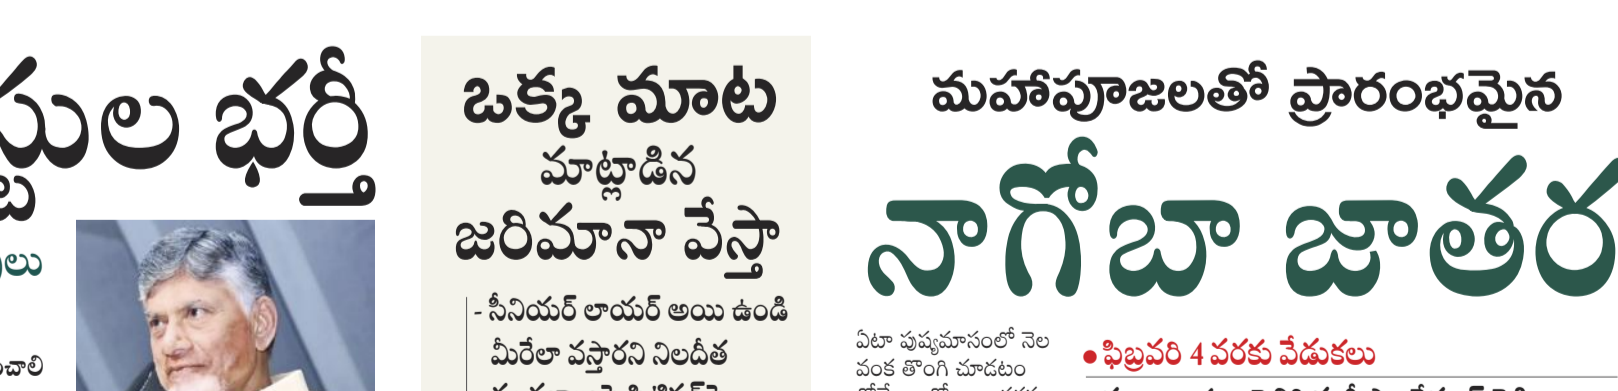 స్టుల భర్తీ
లు
ంచాలి
ఒక్క మాట
మాట్లాడిన
జరిమానా వేస్తా
- సీనియర్ లాయర్ అయి ఉండి
మీరేలా వస్తారని నిలదీత
మహాపూజలతో ప్రారంభమైన
నాగోబా జాతర
ఏటా పుష్యమాసంలో నెల
వంక తొంగి చూడటం
• ఫిబ్రవరి 4 వరకు వేడుకలు